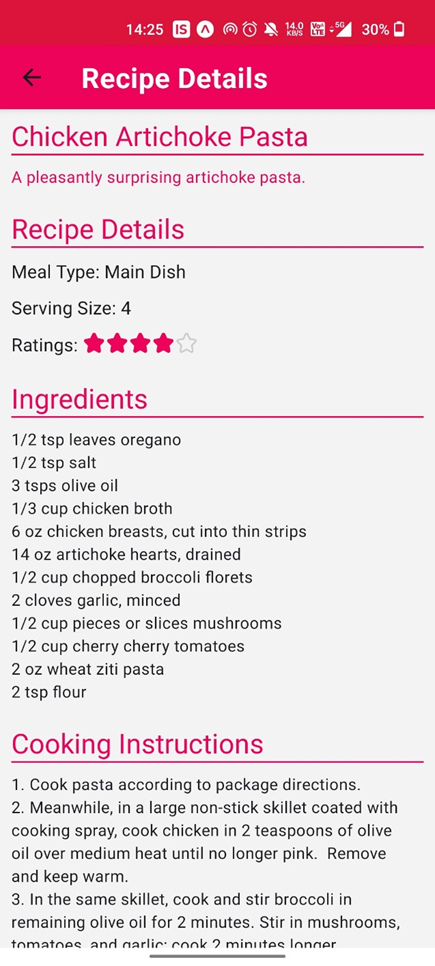 14:25 IS 14.0 KB/S Vo LTE 5G 30%
Recipe Details
Chicken Artichoke Pasta
A pleasantly surprising artichoke pasta.
Recipe Details
Meal Type: Main Dish
Serving Size: 4
Ratings:
Ingredients
1/2 tsp leaves oregano
1/2 tsp salt
3 tsps olive oil
1/3 cup chicken broth
6 oz chicken breasts, cut into thin strips
14 oz artichoke hearts, drained
1/2 cup chopped broccoli florets
2 cloves garlic, minced
1/2 cup pieces or slices mushrooms
1/2 cup cherry cherry tomatoes
2 oz wheat ziti pasta
2 tsp flour
Cooking Instructions
1. Cook pasta according to package directions.
2. Meanwhile, in a large non-stick skillet coated with
cooking spray, cook chicken in 2 teaspoons of olive
oil over medium heat until no longer pink.  Remove
and keep warm.
3. In the same skillet, cook and stir broccoli in
remaining olive oil for 2 minutes. Stir in mushrooms,
tomatoes, and garlic; cook 2 minutes longer.